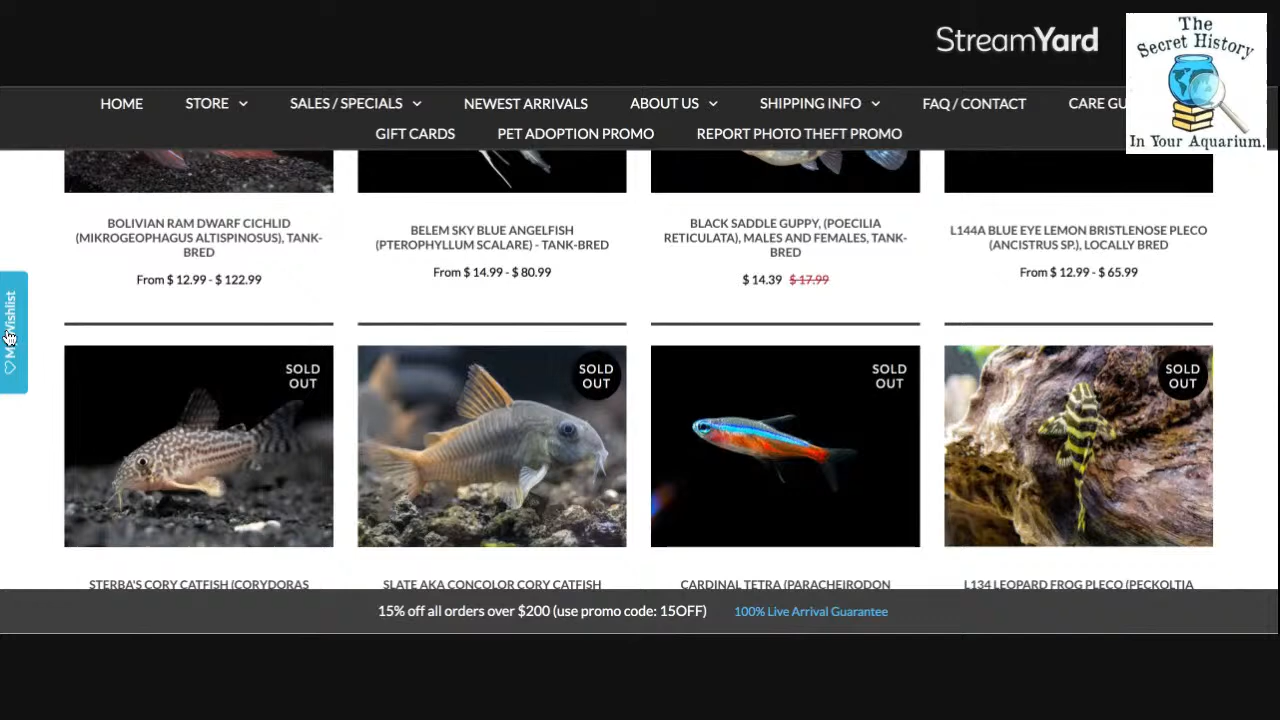 StreamYard
The
Secret History
In Your Aquarium.
HOME STORE SALES / SPECIALS NEWEST ARRIVALS ABOUT US SHIPPING INFO FAQ / CONTACT CARE GU
GIFT CARDS PET ADOPTION PROMO REPORT PHOTO THEFT PROMO
BOLIVIAN RAM DWARF CICHLID
(MIKROGEOPHAGUS ALTISPINOSUS), TANK-
BRED
From $ 12.99 - $ 122.99
BELEM SKY BLUE ANGELFISH
(PTEROPHYLLUM SCALARE) - TANK-BRED
From $ 14.99 - $ 80.99
BLACK SADDLE GUPPY, (POECILIA
RETICULATA), MALES AND FEMALES, TANK-
BRED
$ 14.39 $ 17.99
L144A BLUE EYE LEMON BRISTLENOSE PLECO
(ANCISTRUS SP.), LOCALLY BRED
From $ 12.99 - $ 65.99
My Wishlist
SOLD
OUT
SOLD
OUT
SOLD
OUT
SOLD
OUT
STERBA'S CORY CATFISH (CORYDORAS
SLATE AKA CONCOLOR CORY CATFISH
CARDINAL TETRA (PARACHEIRODON
L134 LEOPARD FROG PLECO (PECKOLTIA
15% off all orders over $200 (use promo code: 15OFF) 100% Live Arrival Guarantee